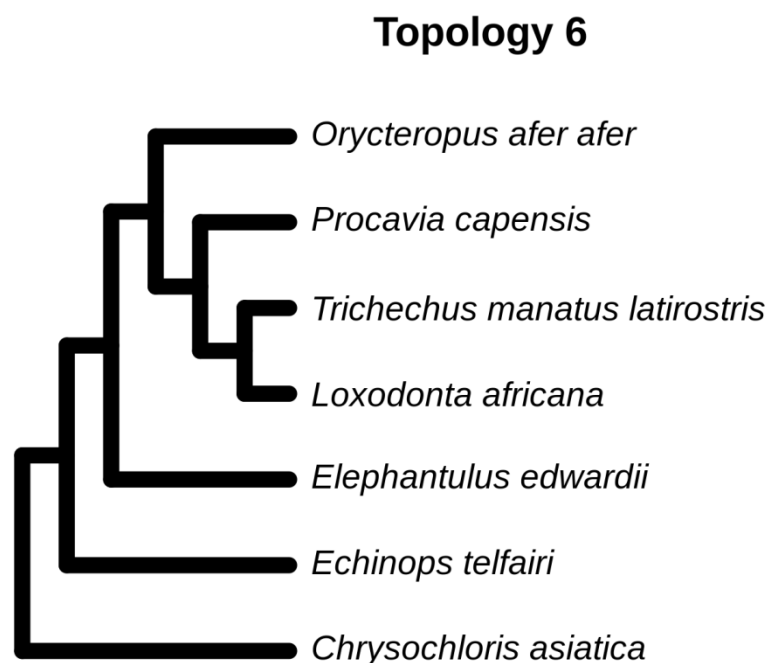 Topology 6
Orycteropus afer afer
Procavia capensis
Trichechus manatus latirostris
Loxodonta africana
Elephantulus edwardii
Echinops telfairi
Chrysochloris asiatica